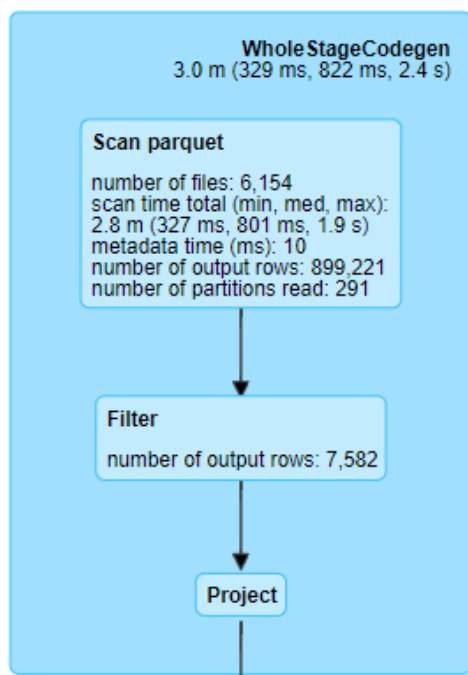 WholeStageCodegen
3.0 m (329 ms, 822 ms, 2.4 s)
Scan parquet
number of files: 6,154
scan time total (min, med, max):
2.8 m (327 ms, 801 ms, 1.9 s)
metadata time (ms): 10
number of output rows: 899,221
number of partitions read: 291
Filter
number of output rows: 7,582
Project